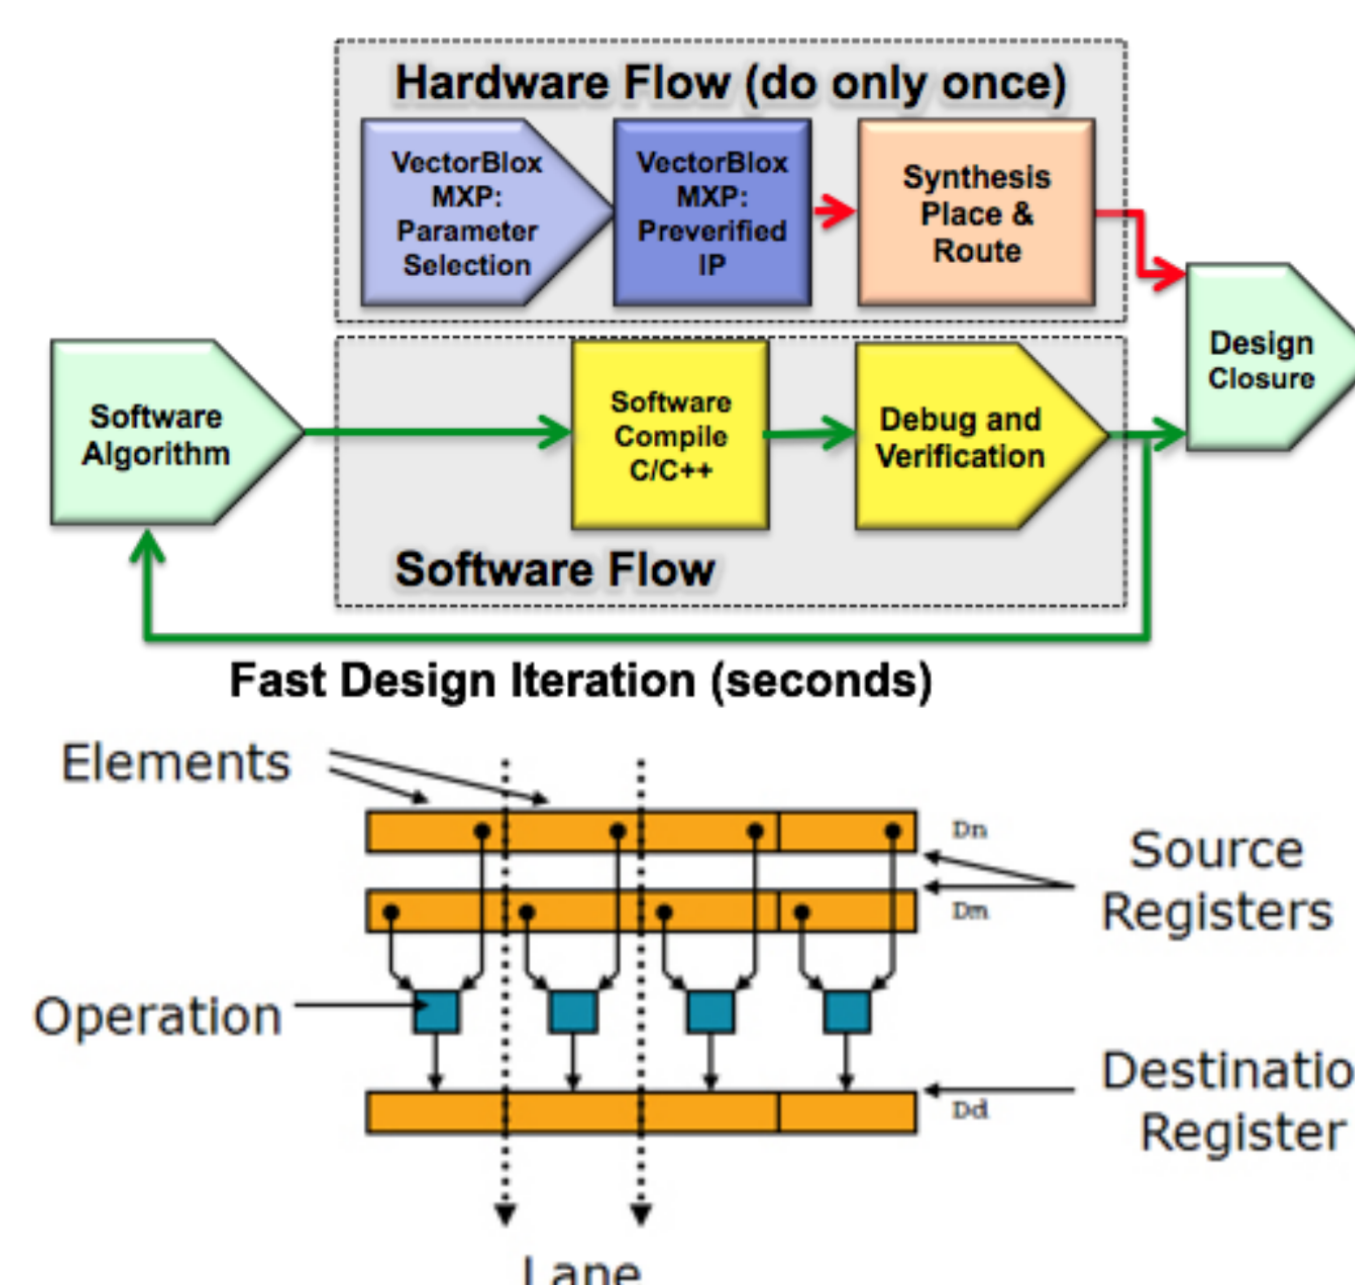 Hardware Flow (do only once)
VectorBlox
MXP:
Parameter
Selection
VectorBlox
MXP:
Preverified
IP
Synthesis
Place &
Route
Design
Closure
Software
Algorithm
Software
Compile
C/C++
Debug and
Verification
Software Flow
Fast Design Iteration (seconds)
Elements
Dn
Source
Registers
Dm
Operation
Destinatio
Register
Dd
Lane